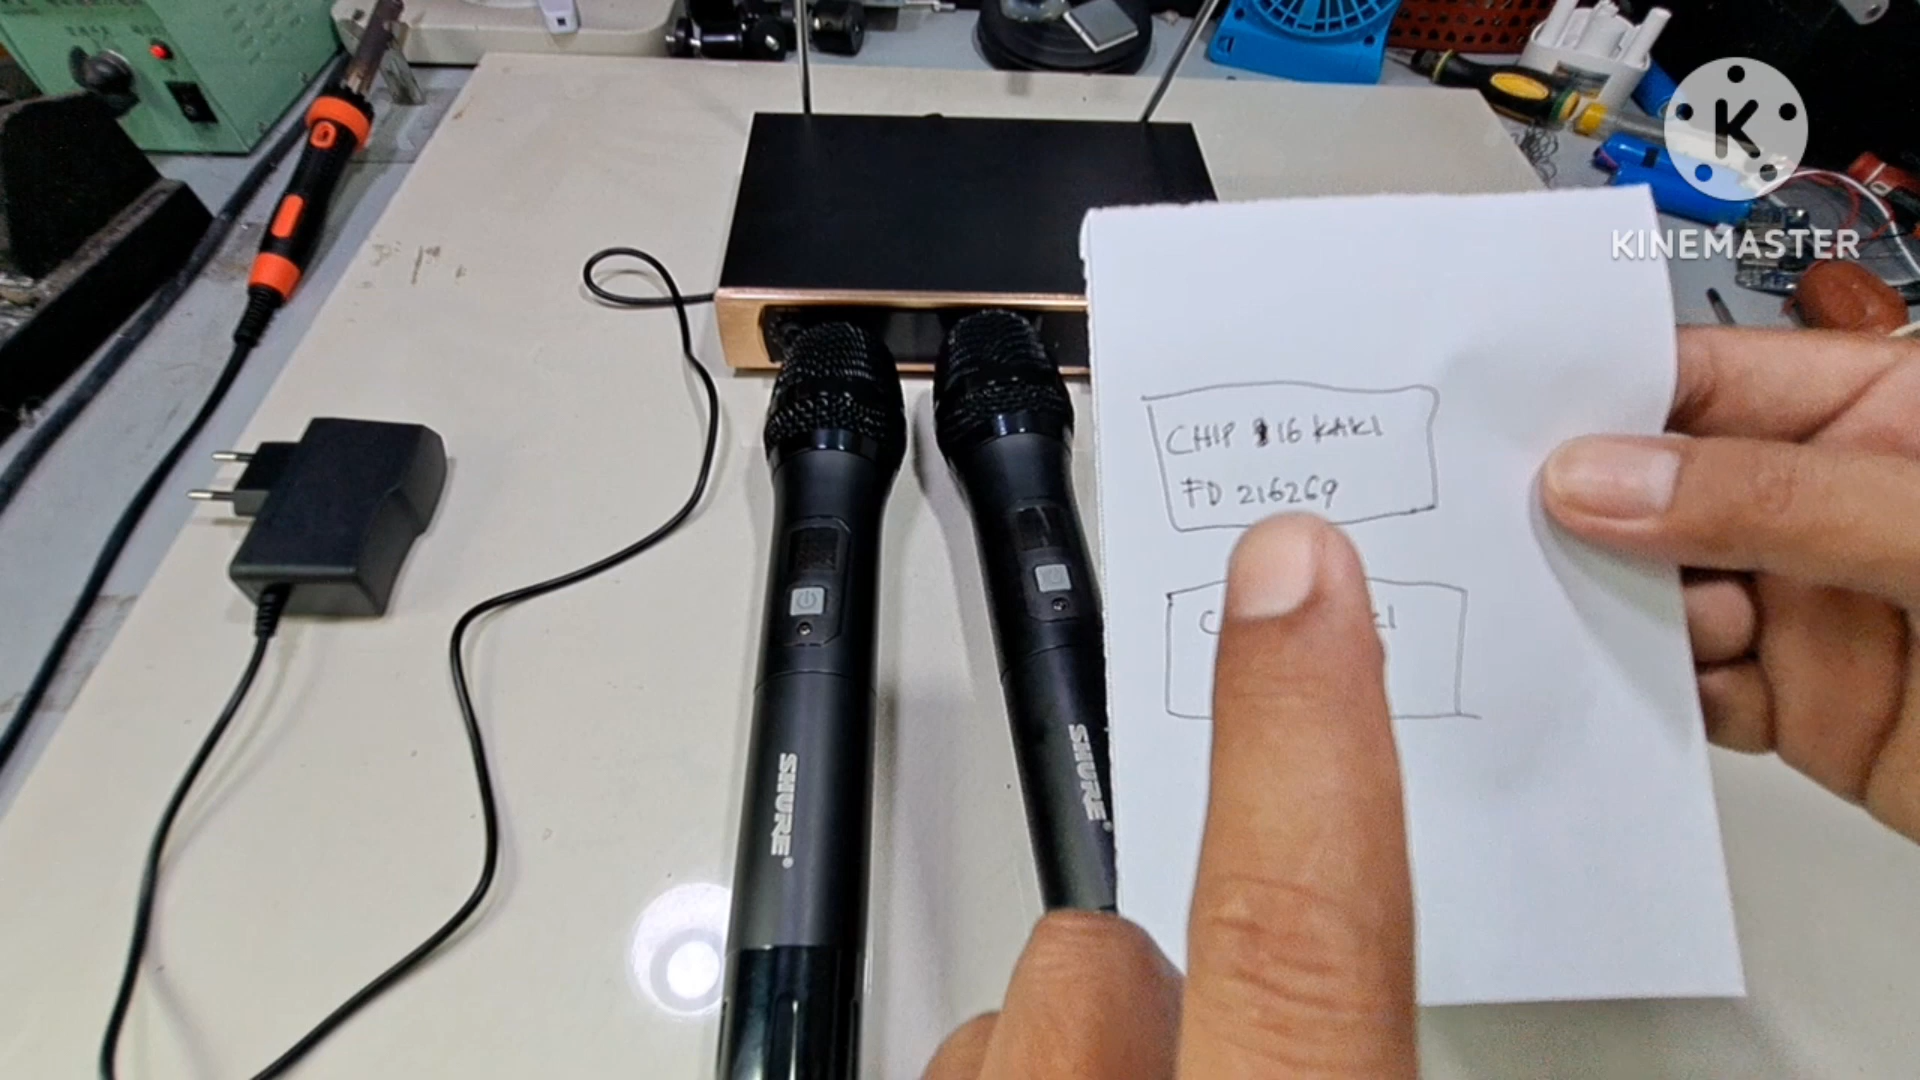 K
KINEMASTER
CHIP 16 KAKI
FD 216269
SHURE
SHURE